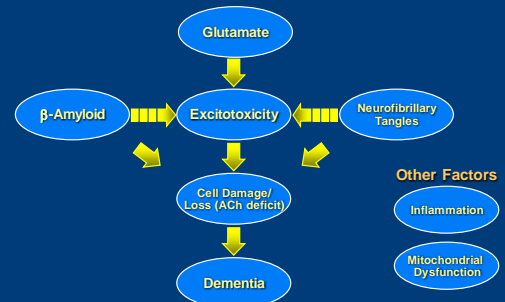 Glutamate
β-Amyloid
Excitotoxicity
Neurofibrillary
Tangles
Cell Damage/
Loss (ACh deficit)
Other Factors
Inflammation
Mitochondrial
Dysfunction
Dementia